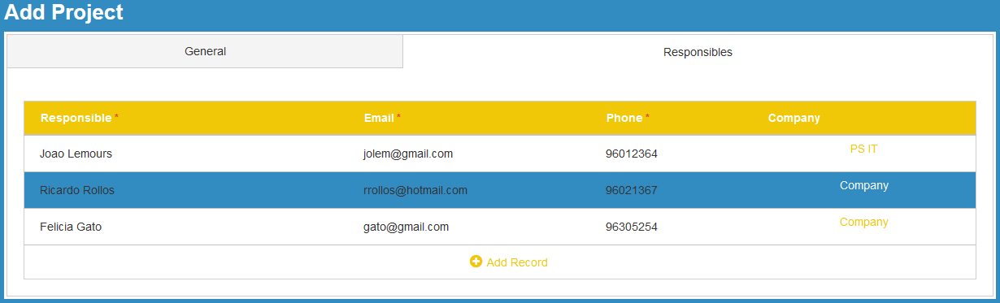 Add Project
General Responsibles
Responsible * Email * Phone * Company
Joao Lemours jolem@gmail.com 96012364 PS IT
Ricardo Rollos rrollos@hotmail.com 96021367 Company
Felicia Gato gato@gmail.com 96305254 Company
Add Record